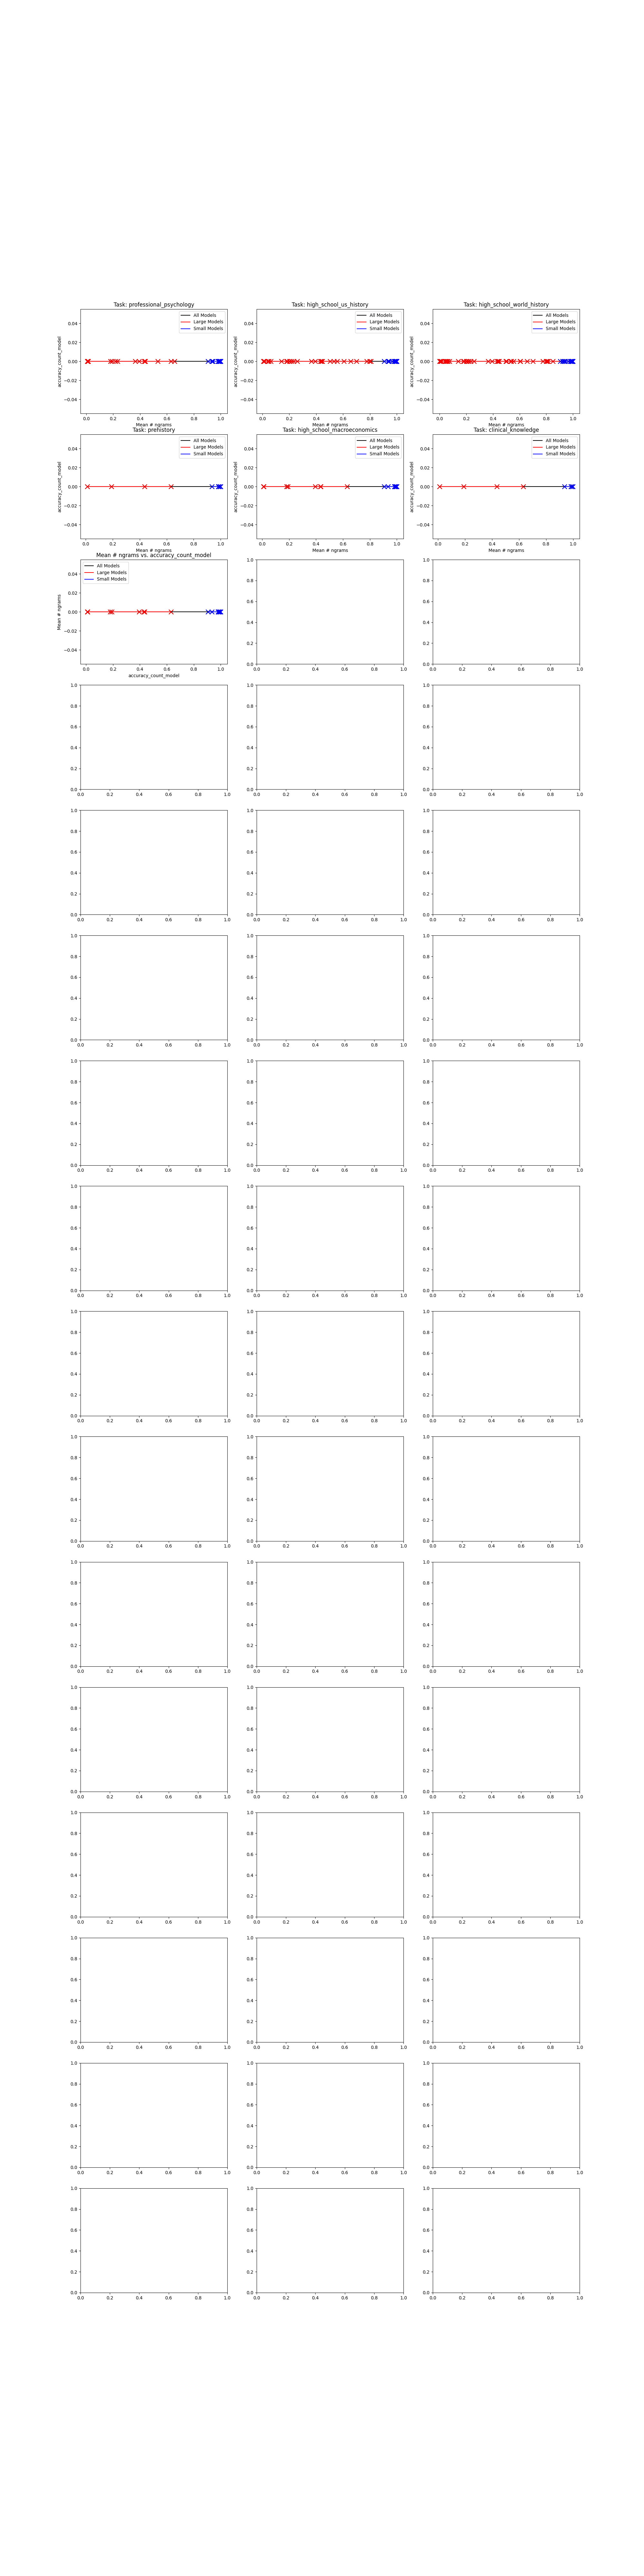 Task: professional_psychology Task: high_school_us_history Task: high_school_world_history
All Models All Models All Models
Large Models Large Models Large Models
Small Models Small Models Small Models
0.04 0.04 0.04
0.02 0.02 0.02
0.00 0.00 0.00
−0.02 −0.02 −0.02
−0.04 −0.04 −0.04
accuracy_count_model accuracy_count_model accuracy_count_model
0.0 0.2 0.4 0.6 0.8 1.0 0.0 0.2 0.4 0.6 0.8 1.0 0.0 0.2 0.4 0.6 0.8 1.0
Mean # ngrams Mean # ngrams Mean # ngrams
Task: prehistory Task: high_school_macroeconomics Task: clinical_knowledge
All Models All Models All Models
Large Models Large Models Large Models
Small Models Small Models Small Models
0.04 0.04 0.04
0.02 0.02 0.02
0.00 0.00 0.00
−0.02 −0.02 −0.02
−0.04 −0.04 −0.04
accuracy_count_model accuracy_count_model accuracy_count_model
0.0 0.2 0.4 0.6 0.8 1.0 0.0 0.2 0.4 0.6 0.8 1.0 0.0 0.2 0.4 0.6 0.8 1.0
Mean # ngrams Mean # ngrams Mean # ngrams
Mean # ngrams vs. accuracy_count_model
All Models
Large Models
Small Models
0.04
0.02
0.00
−0.02
−0.04
Mean # ngrams
0.0 0.2 0.4 0.6 0.8 1.0
accuracy_count_model
1.0 1.0
0.8 0.8
0.6 0.6
0.4 0.4
0.2 0.2
0.0 0.0
0.0 0.2 0.4 0.6 0.8 1.0 0.0 0.2 0.4 0.6 0.8 1.0
1.0 1.0 1.0
0.8 0.8 0.8
0.6 0.6 0.6
0.4 0.4 0.4
0.2 0.2 0.2
0.0 0.0 0.0
0.0 0.2 0.4 0.6 0.8 1.0 0.0 0.2 0.4 0.6 0.8 1.0 0.0 0.2 0.4 0.6 0.8 1.0
1.0 1.0 1.0
0.8 0.8 0.8
0.6 0.6 0.6
0.4 0.4 0.4
0.2 0.2 0.2
0.0 0.0 0.0
0.0 0.2 0.4 0.6 0.8 1.0 0.0 0.2 0.4 0.6 0.8 1.0 0.0 0.2 0.4 0.6 0.8 1.0
1.0 1.0 1.0
0.8 0.8 0.8
0.6 0.6 0.6
0.4 0.4 0.4
0.2 0.2 0.2
0.0 0.0 0.0
0.0 0.2 0.4 0.6 0.8 1.0 0.0 0.2 0.4 0.6 0.8 1.0 0.0 0.2 0.4 0.6 0.8 1.0
1.0 1.0 1.0
0.8 0.8 0.8
0.6 0.6 0.6
0.4 0.4 0.4
0.2 0.2 0.2
0.0 0.0 0.0
0.0 0.2 0.4 0.6 0.8 1.0 0.0 0.2 0.4 0.6 0.8 1.0 0.0 0.2 0.4 0.6 0.8 1.0
1.0 1.0 1.0
0.8 0.8 0.8
0.6 0.6 0.6
0.4 0.4 0.4
0.2 0.2 0.2
0.0 0.0 0.0
0.0 0.2 0.4 0.6 0.8 1.0 0.0 0.2 0.4 0.6 0.8 1.0 0.0 0.2 0.4 0.6 0.8 1.0
1.0 1.0 1.0
0.8 0.8 0.8
0.6 0.6 0.6
0.4 0.4 0.4
0.2 0.2 0.2
0.0 0.0 0.0
0.0 0.2 0.4 0.6 0.8 1.0 0.0 0.2 0.4 0.6 0.8 1.0 0.0 0.2 0.4 0.6 0.8 1.0
1.0 1.0 1.0
0.8 0.8 0.8
0.6 0.6 0.6
0.4 0.4 0.4
0.2 0.2 0.2
0.0 0.0 0.0
0.0 0.2 0.4 0.6 0.8 1.0 0.0 0.2 0.4 0.6 0.8 1.0 0.0 0.2 0.4 0.6 0.8 1.0
1.0 1.0 1.0
0.8 0.8 0.8
0.6 0.6 0.6
0.4 0.4 0.4
0.2 0.2 0.2
0.0 0.0 0.0
0.0 0.2 0.4 0.6 0.8 1.0 0.0 0.2 0.4 0.6 0.8 1.0 0.0 0.2 0.4 0.6 0.8 1.0
1.0 1.0 1.0
0.8 0.8 0.8
0.6 0.6 0.6
0.4 0.4 0.4
0.2 0.2 0.2
0.0 0.0 0.0
0.0 0.2 0.4 0.6 0.8 1.0 0.0 0.2 0.4 0.6 0.8 1.0 0.0 0.2 0.4 0.6 0.8 1.0
1.0 1.0 1.0
0.8 0.8 0.8
0.6 0.6 0.6
0.4 0.4 0.4
0.2 0.2 0.2
0.0 0.0 0.0
0.0 0.2 0.4 0.6 0.8 1.0 0.0 0.2 0.4 0.6 0.8 1.0 0.0 0.2 0.4 0.6 0.8 1.0
1.0 1.0 1.0
0.8 0.8 0.8
0.6 0.6 0.6
0.4 0.4 0.4
0.2 0.2 0.2
0.0 0.0 0.0
0.0 0.2 0.4 0.6 0.8 1.0 0.0 0.2 0.4 0.6 0.8 1.0 0.0 0.2 0.4 0.6 0.8 1.0
1.0 1.0 1.0
0.8 0.8 0.8
0.6 0.6 0.6
0.4 0.4 0.4
0.2 0.2 0.2
0.0 0.0 0.0
0.0 0.2 0.4 0.6 0.8 1.0 0.0 0.2 0.4 0.6 0.8 1.0 0.0 0.2 0.4 0.6 0.8 1.0
1.0 1.0 1.0
0.8 0.8 0.8
0.6 0.6 0.6
0.4 0.4 0.4
0.2 0.2 0.2
0.0 0.0 0.0
0.0 0.2 0.4 0.6 0.8 1.0 0.0 0.2 0.4 0.6 0.8 1.0 0.0 0.2 0.4 0.6 0.8 1.0